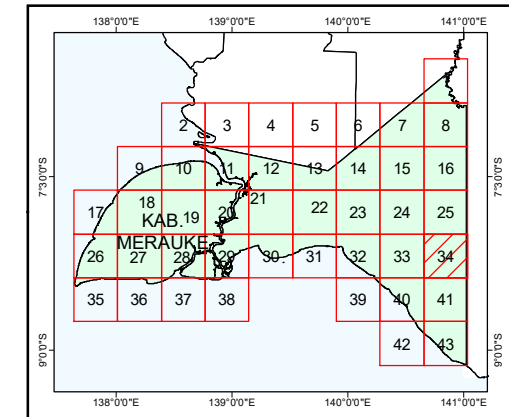 138°0'0"E 139°0'0"E 140°0'0"E 141°0'0"E
2 3 4 5 6 7 8
7°30'0"S 7°30'0"S
9 10 11 12 13 14 15 16
17 18 19 20 21 22 23 24 25
KAB.
MERAUKE
26 27 28 29 30 31 32 33 34
35 36 37 38 39 40 41
9°0'0"S 42 43 9°0'0"S
138°0'0"E 139°0'0"E 140°0'0"E 141°0'0"E